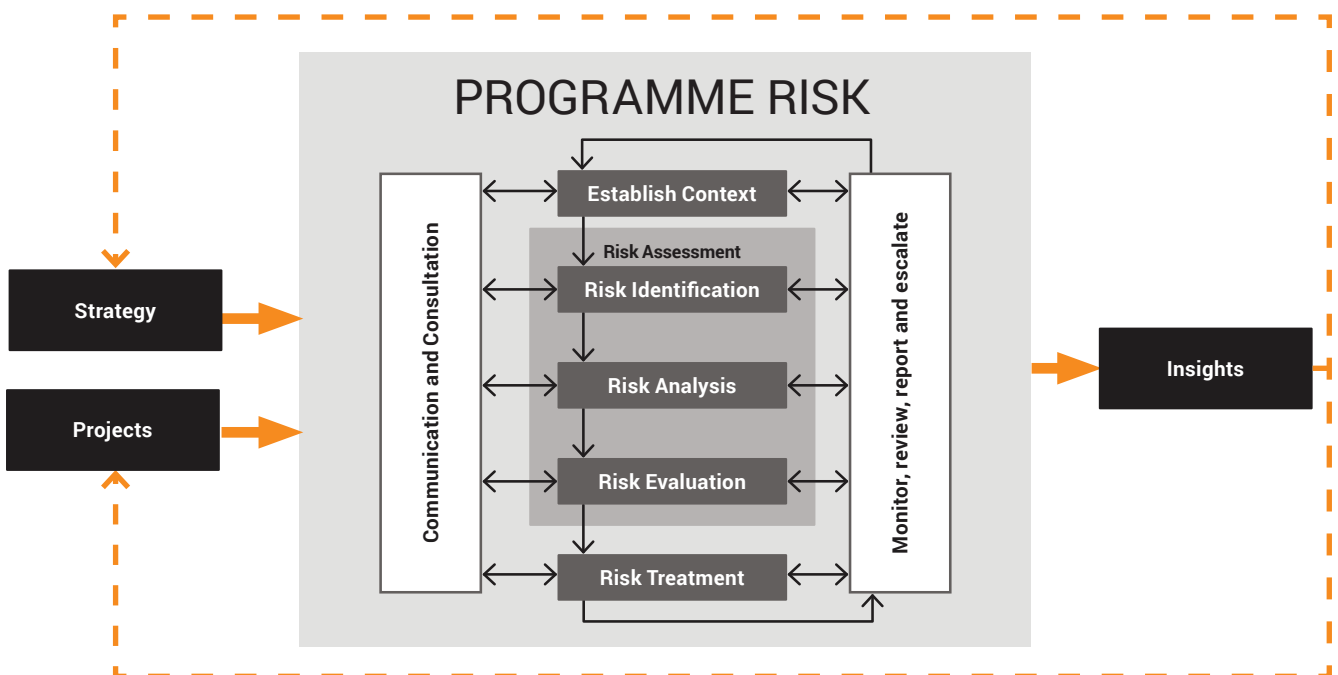 PROGRAMME RISK
Strategy
Projects
Communication and Consultation
Establish Context
Risk Assessment
Risk Identification
Risk Analysis
Risk Evaluation
Risk Treatment
Monitor, review, report and escalate
Insights